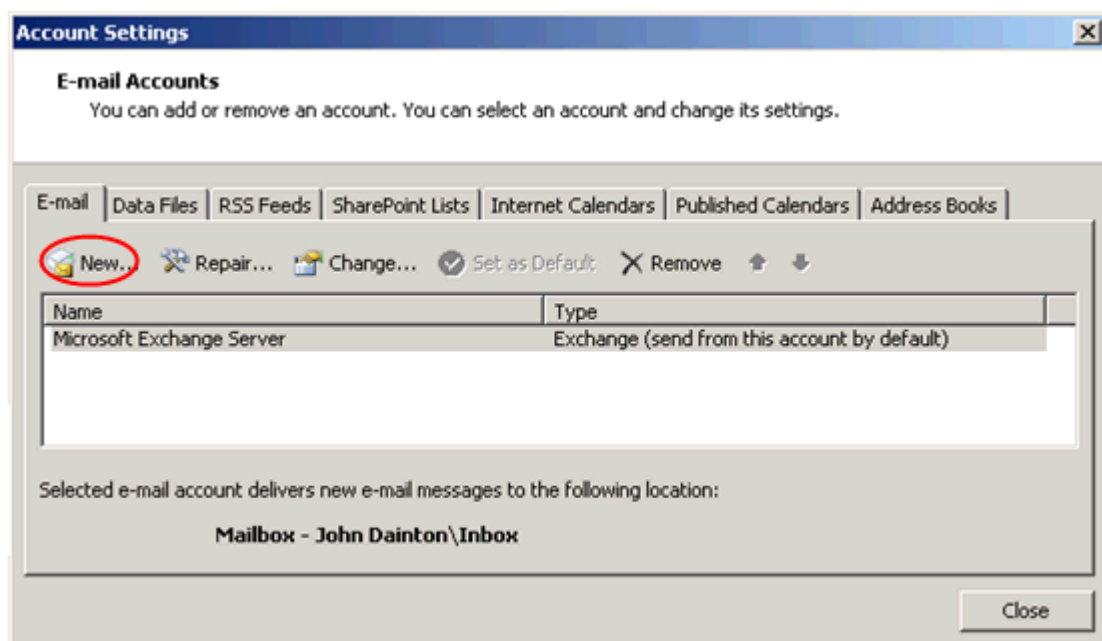 Account Settings
E-mail Accounts
You can add or remove an account. You can select an account and change its settings.
E-mail Data Files RSS Feeds SharePoint Lists Internet Calendars Published Calendars Address Books
New... Repair... Change... Set as Default Remove
Name Type
Microsoft Exchange Server Exchange (send from this account by default)
Selected e-mail account delivers new e-mail messages to the following location:
Mailbox - John Dainton\Inbox
Close